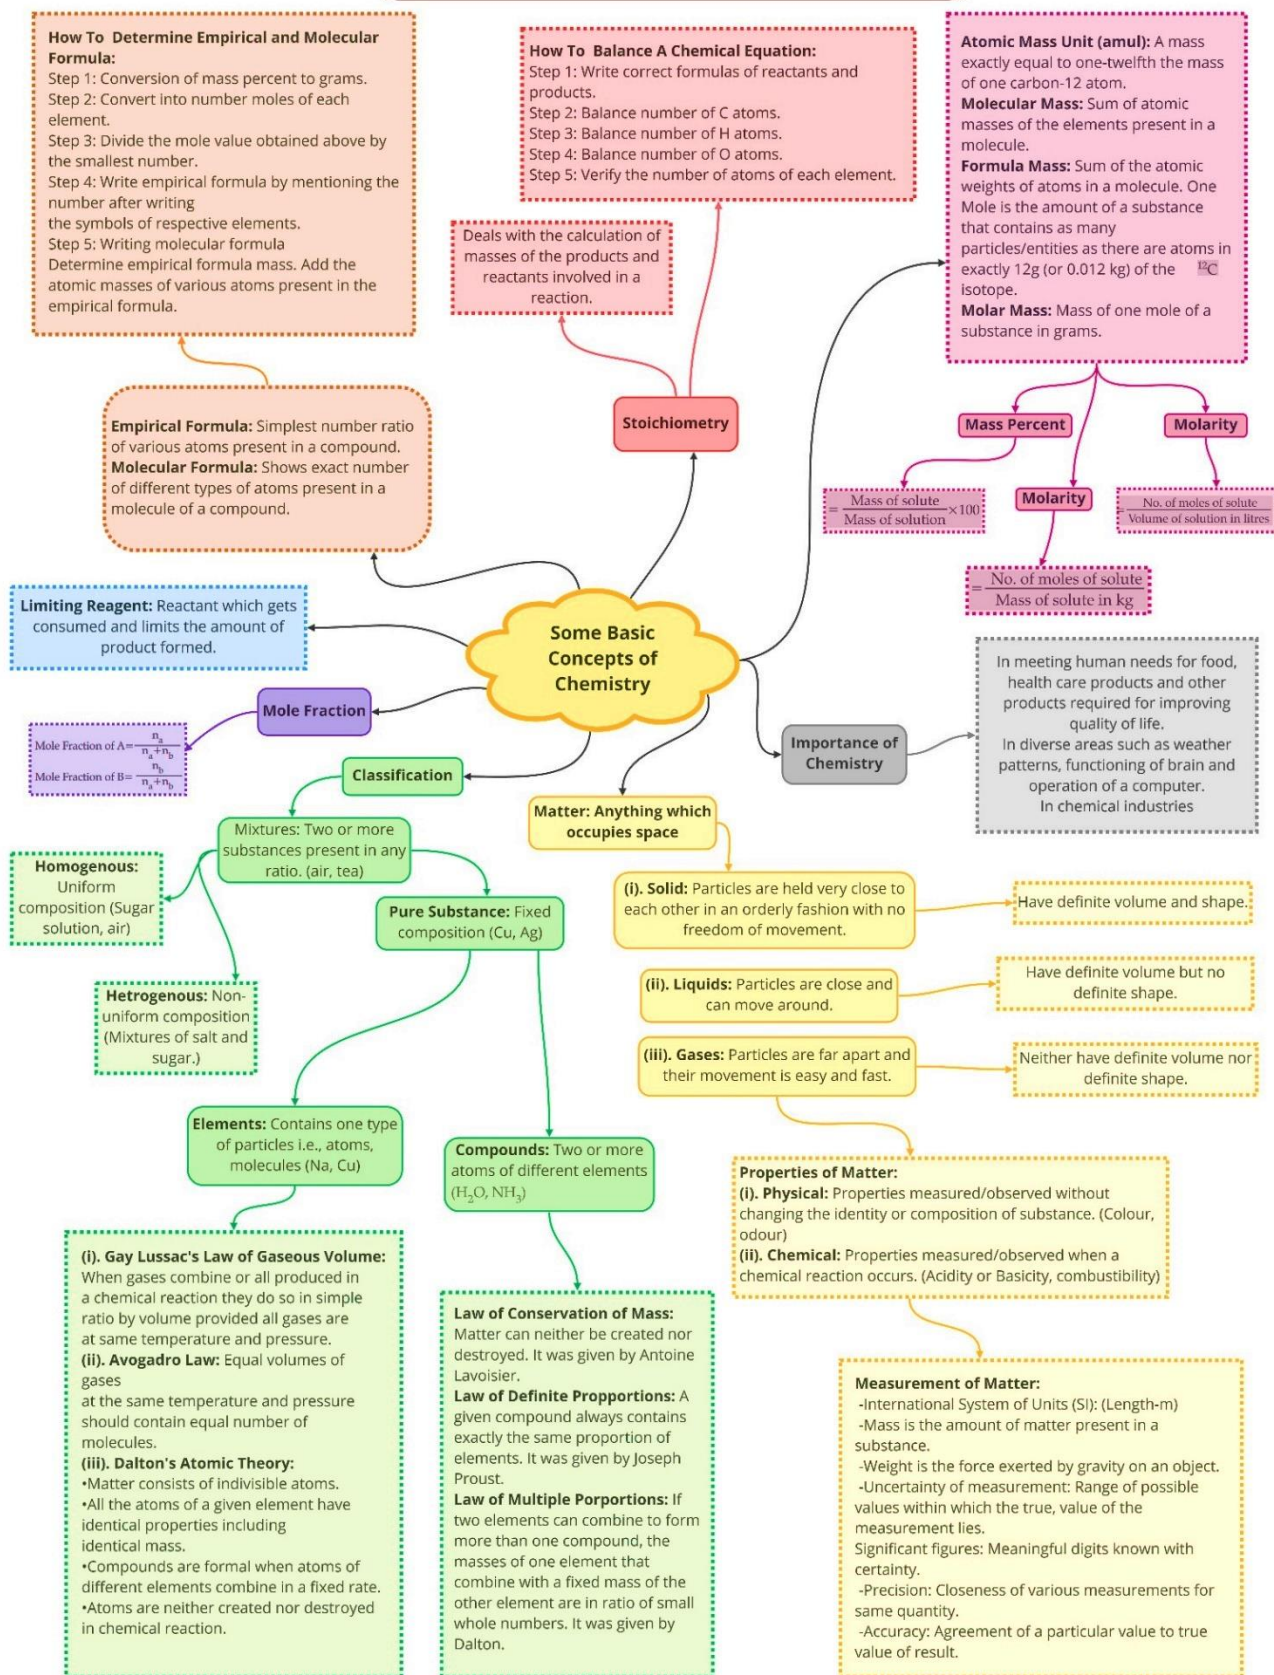 How To Determine Empirical and Molecular
Formula:
Step 1: Conversion of mass percent to grams.
Step 2: Convert into number moles of each
element.
Step 3: Divide the mole value obtained above by
the smallest number.
Step 4: Write empirical formula by mentioning the
number after writing
the symbols of respective elements.
Step 5: Writing molecular formula
Determine empirical formula mass. Add the
atomic masses of various atoms present in the
empirical formula.
How To Balance A Chemical Equation:
Step 1: Write correct formulas of reactants and
products.
Step 2: Balance number of C atoms.
Step 3: Balance number of H atoms.
Step 4: Balance number of O atoms.
Step 5: Verify the number of atoms of each element.
Deals with the calculation of
masses of the products and
reactants involved in a
reaction.
Stoichiometry
Atomic Mass Unit (amul): A mass
exactly equal to one-twelfth the mass
of one carbon-12 atom.
Molecular Mass: Sum of atomic
masses of the elements present in a
molecule.
Formula Mass: Sum of the atomic
weights of atoms in a molecule. One
Mole is the amount of a substance
that contains as many
particles/entities as there are atoms in
exactly 12g (or 0.012 kg) of the ¹²C
isotope.
Molar Mass: Mass of one mole of a
substance in grams.
Mass Percent
= Mass of solute / Mass of solution ×100
Molarity
= No. of moles of solute / Mass of solute in kg
Molarity
= No. of moles of solute / Volume of solution in litres
Empirical Formula: Simplest number ratio
of various atoms present in a compound.
Molecular Formula: Shows exact number
of different types of atoms present in a
molecule of a compound.
Limiting Reagent: Reactant which gets
consumed and limits the amount of
product formed.
Some Basic
Concepts of
Chemistry
Mole Fraction
Mole Fraction of A= nₐ / nₐ+n_b
Mole Fraction of B= n_b / nₐ+n_b
Importance of
Chemistry
In meeting human needs for food,
health care products and other
products required for improving
quality of life.
In diverse areas such as weather
patterns, functioning of brain and
operation of a computer.
In chemical industries
Classification
Mixtures: Two or more
substances present in any
ratio. (air, tea)
Homogenous:
Uniform
composition (Sugar
solution, air)
Hetrogenous: Non-
uniform composition
(Mixtures of salt and
sugar.)
Pure Substance: Fixed
composition (Cu, Ag)
Elements: Contains one type
of particles i.e., atoms,
molecules (Na, Cu)
Compounds: Two or more
atoms of different elements
(H₂O, NH₃)
(i). Gay Lussac's Law of Gaseous Volume:
When gases combine or all produced in
a chemical reaction they do so in simple
ratio by volume provided all gases are
at same temperature and pressure.
(ii). Avogadro Law: Equal volumes of
gases
at the same temperature and pressure
should contain equal number of
molecules.
(iii). Dalton's Atomic Theory:
•Matter consists of indivisible atoms.
•All the atoms of a given element have
identical properties including
identical mass.
•Compounds are formal when atoms of
different elements combine in a fixed rate.
•Atoms are neither created nor destroyed
in chemical reaction.
Law of Conservation of Mass:
Matter can neither be created nor
destroyed. It was given by Antoine
Lavoisier.
Law of Definite Propportions: A
given compound always contains
exactly the same proportion of
elements. It was given by Joseph
Proust.
Law of Multiple Porportions: If
two elements can combine to form
more than one compound, the
masses of one element that
combine with a fixed mass of the
other element are in ratio of small
whole numbers. It was given by
Dalton.
Matter: Anything which
occupies space
(i). Solid: Particles are held very close to
each other in an orderly fashion with no
freedom of movement.
Have definite volume and shape.
(ii). Liquids: Particles are close and
can move around.
Have definite volume but no
definite shape.
(iii). Gases: Particles are far apart and
their movement is easy and fast.
Neither have definite volume nor
definite shape.
Properties of Matter:
(i). Physical: Properties measured/observed without
changing the identity or composition of substance. (Colour,
odour)
(ii). Chemical: Properties measured/observed when a
chemical reaction occurs. (Acidity or Basicity, combustibility)
Measurement of Matter:
-International System of Units (SI): (Length-m)
-Mass is the amount of matter present in a
substance.
-Weight is the force exerted by gravity on an object.
-Uncertainty of measurement: Range of possible
values within which the true, value of the
measurement lies.
Significant figures: Meaningful digits known with
certainty.
-Precision: Closeness of various measurements for
same quantity.
-Accuracy: Agreement of a particular value to true
value of result.